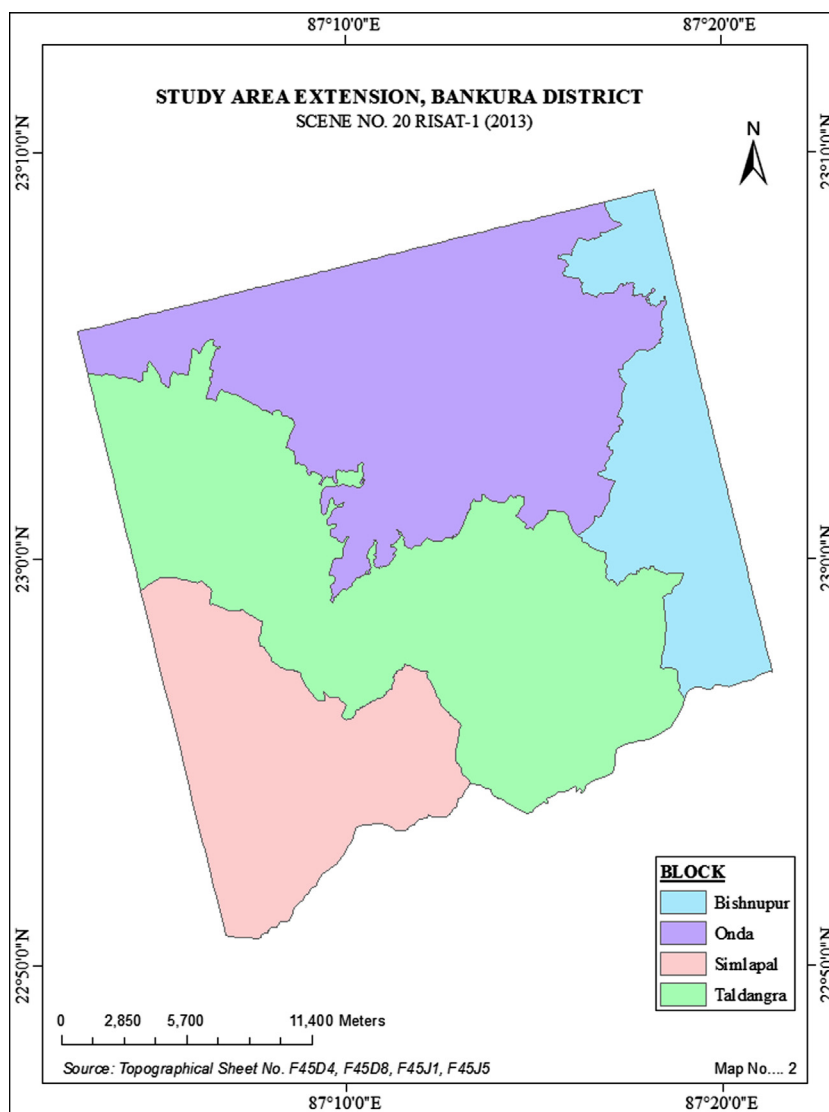 87°10'0"E 87°20'0"E
STUDY AREA EXTENSION, BANKURA DISTRICT
SCENE NO. 20 RISAT-1 (2013)
N
23°10'0"N 23°10'0"N
23°0'0"N 23°0'0"N
BLOCK
Bishnupur
Onda
Simlapal
Taldangra
22°50'0"N 22°50'0"N
0 2,850 5,700 11,400 Meters
Source: Topographical Sheet No. F45D4, F45D8, F45J1, F45J5 Map No.... 2
87°10'0"E 87°20'0"E